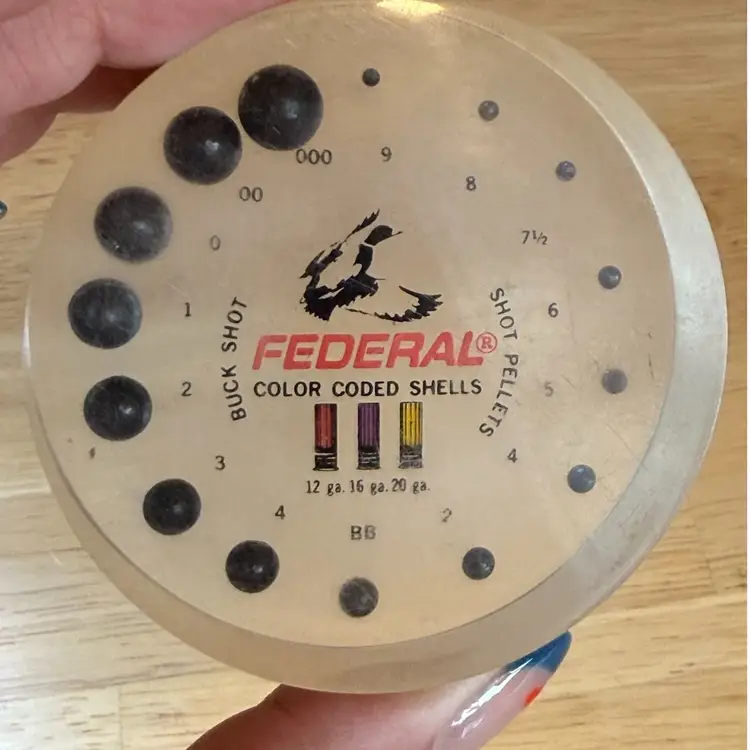 000
00
0
1
2
3
4
BB
2
4
5
6
7½
8
9
BUCK SHOT
SHOT PELLETS
FEDERAL®
COLOR CODED SHELLS
12 ga. 16 ga. 20 ga.